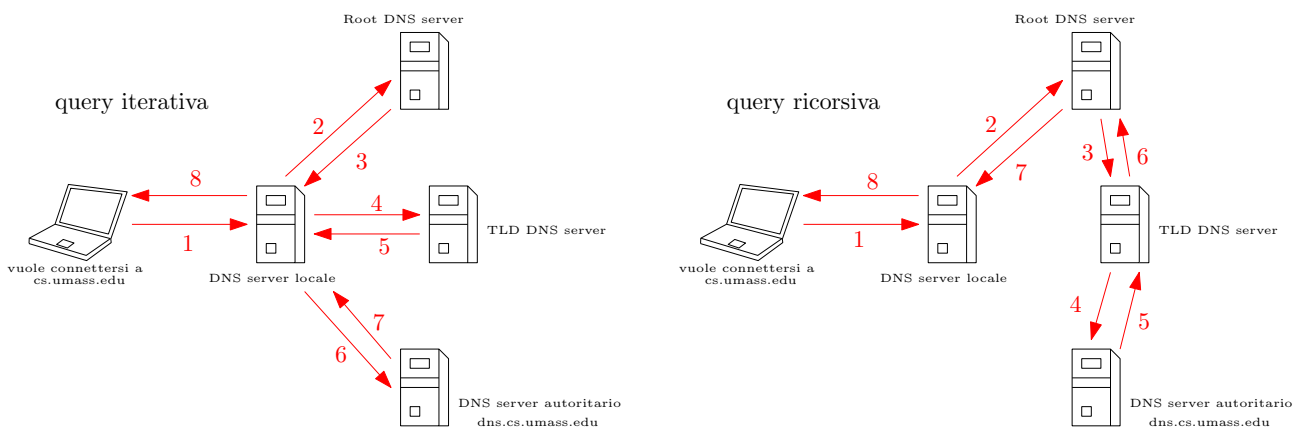 Root DNS server
query iterativa
2
3
8
1
4
5
TLD DNS server
vuole connettersi a
cs.umass.edu
DNS server locale
7
6
DNS server autoritario
dns.cs.umass.edu
Root DNS server
query ricorsiva
2
7
3
6
8
1
TLD DNS server
vuole connettersi a
cs.umass.edu
DNS server locale
4
5
DNS server autoritario
dns.cs.umass.edu